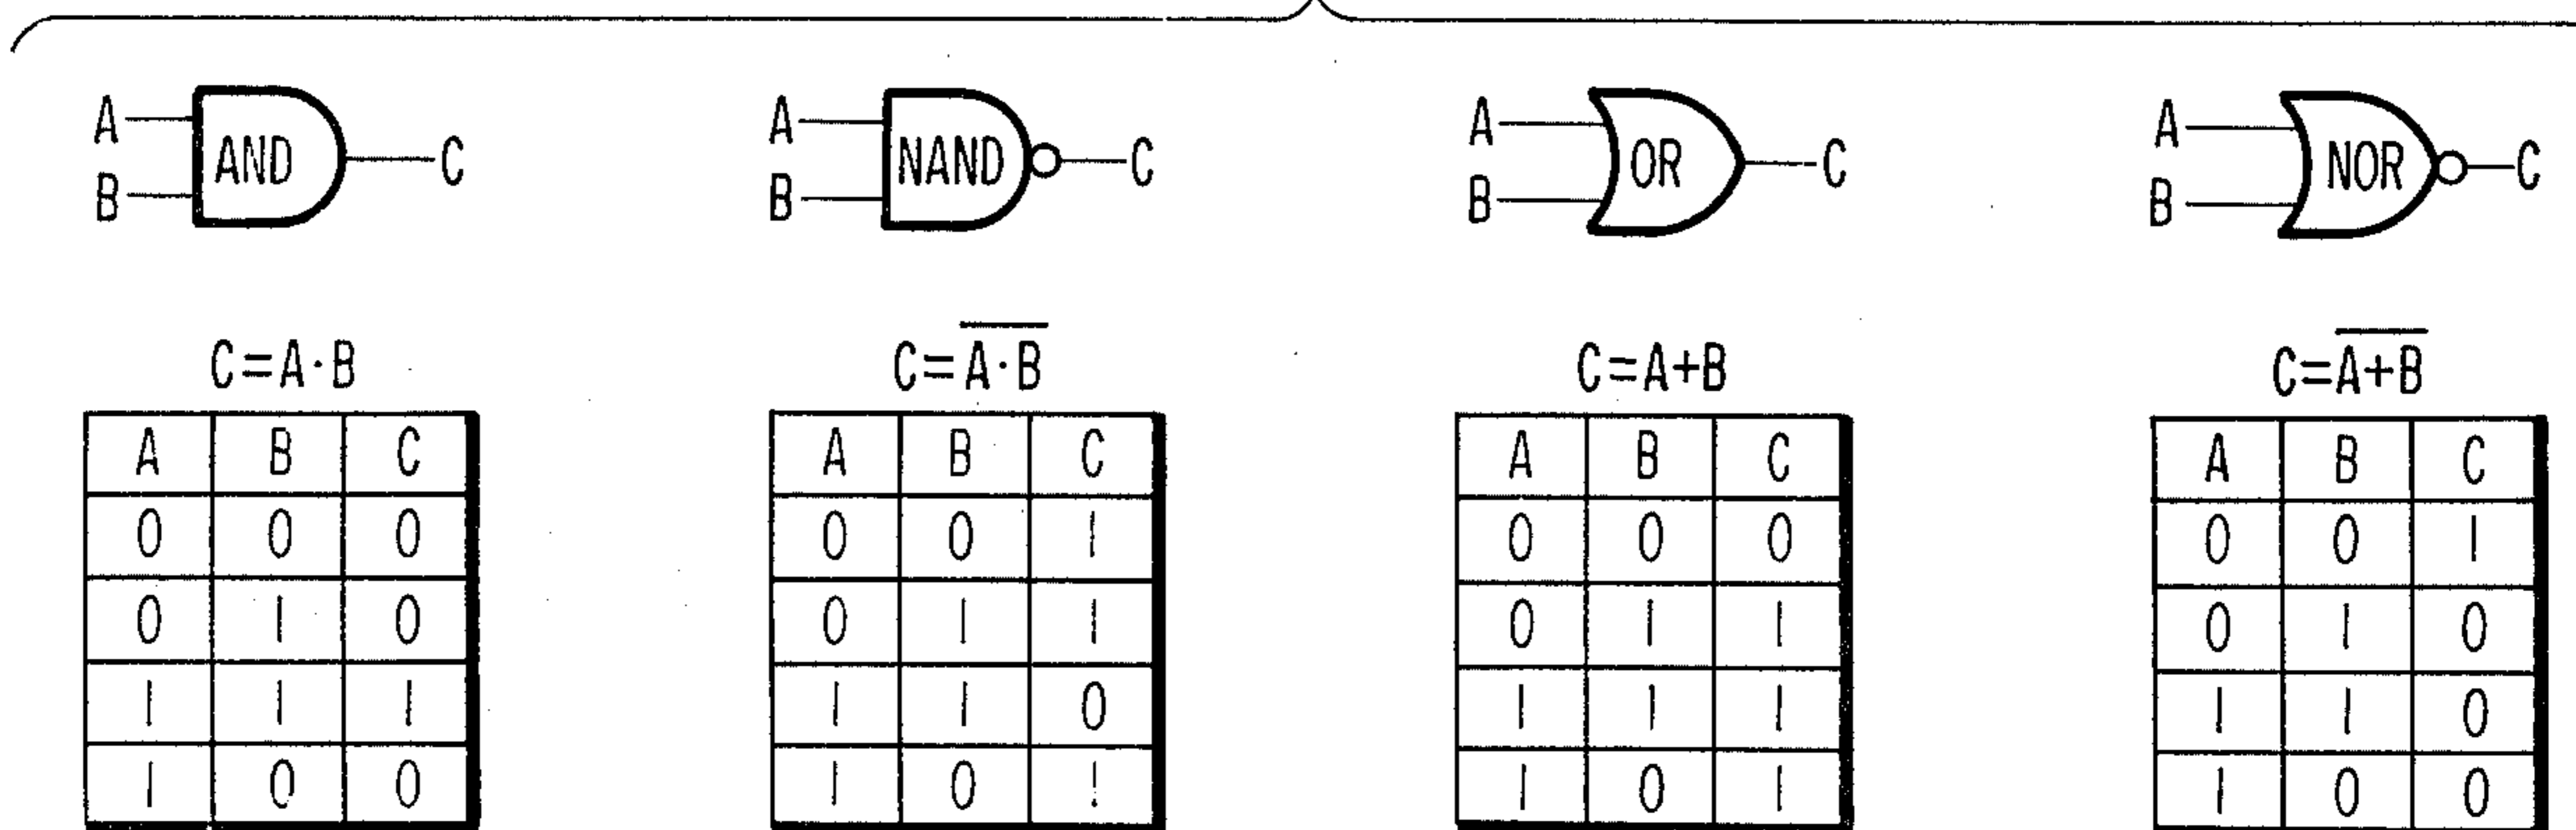 A AND C
B
A NAND C
B
A OR C
B
A NOR C
B
C=A·B
A B C
0 0 0
0 1 0
1 1 1
1 0 0
C=A̅·̅B̅
A B C
0 0 1
0 1 1
1 1 0
1 0 1
C=A+B
A B C
0 0 0
0 1 1
1 1 1
1 0 1
C=A̅+̅B̅
A B C
0 0 1
0 1 0
1 1 0
1 0 0